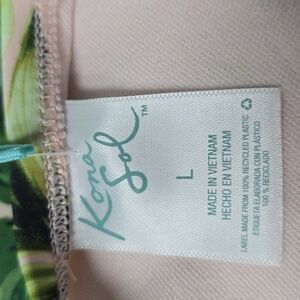 Kona
Sol™
L
MADE IN VIETNAM
HECHO EN VIETNAM
LABEL MADE FROM 100% RECYCLED PLASTIC
ETIQUETA ELABORADA CON PLÁSTICO
100 % RECICLADO